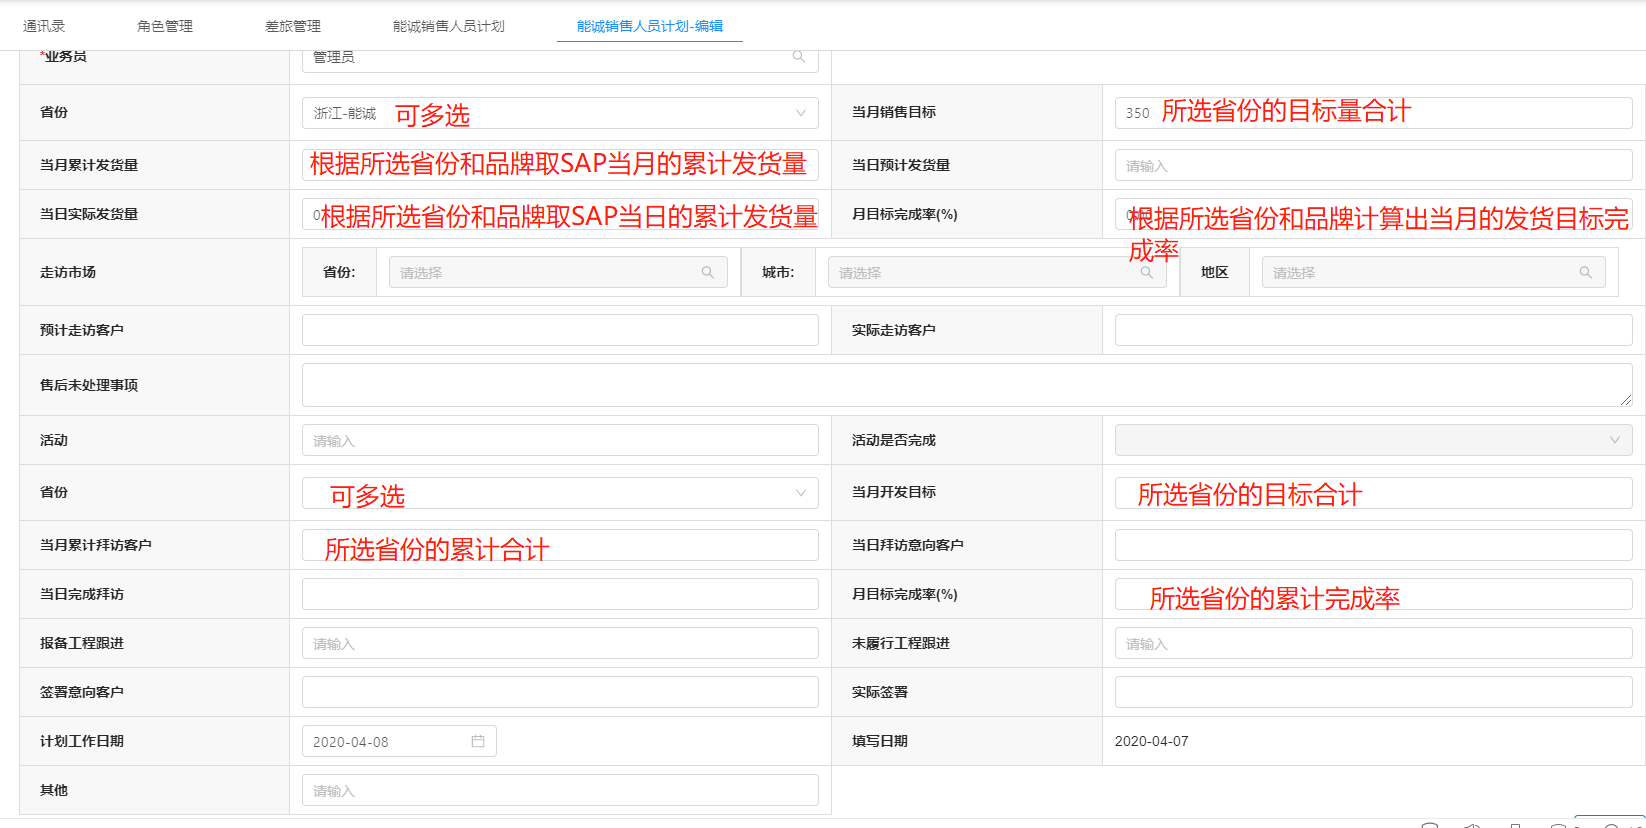 通讯录 角色管理 差旅管理 能诚销售人员计划 能诚销售人员计划-编辑
*业务员 管理员
省份 浙江-能诚 可多选 当月销售目标 350 所选省份的目标量合计
当月累计发货量 根据所选省份和品牌取SAP当月的累计发货量 当日预计发货量 请输入
当日实际发货量 0 根据所选省份和品牌取SAP当日的累计发货量 月目标完成率(%) 根据所选省份和品牌计算出当月的发货目标完
成率
走访市场 省份: 请选择 城市: 请选择 地区 请选择
预计走访客户 实际走访客户
售后未处理事项
活动 请输入 活动是否完成
省份 可多选 当月开发目标 所选省份的目标合计
当月累计拜访客户 所选省份的累计合计 当日拜访意向客户
当日完成拜访 月目标完成率(%) 所选省份的累计完成率
报备工程跟进 请输入 未履行工程跟进 请输入
签署意向客户 实际签署
计划工作日期 2020-04-08 填写日期 2020-04-07
其他 请输入